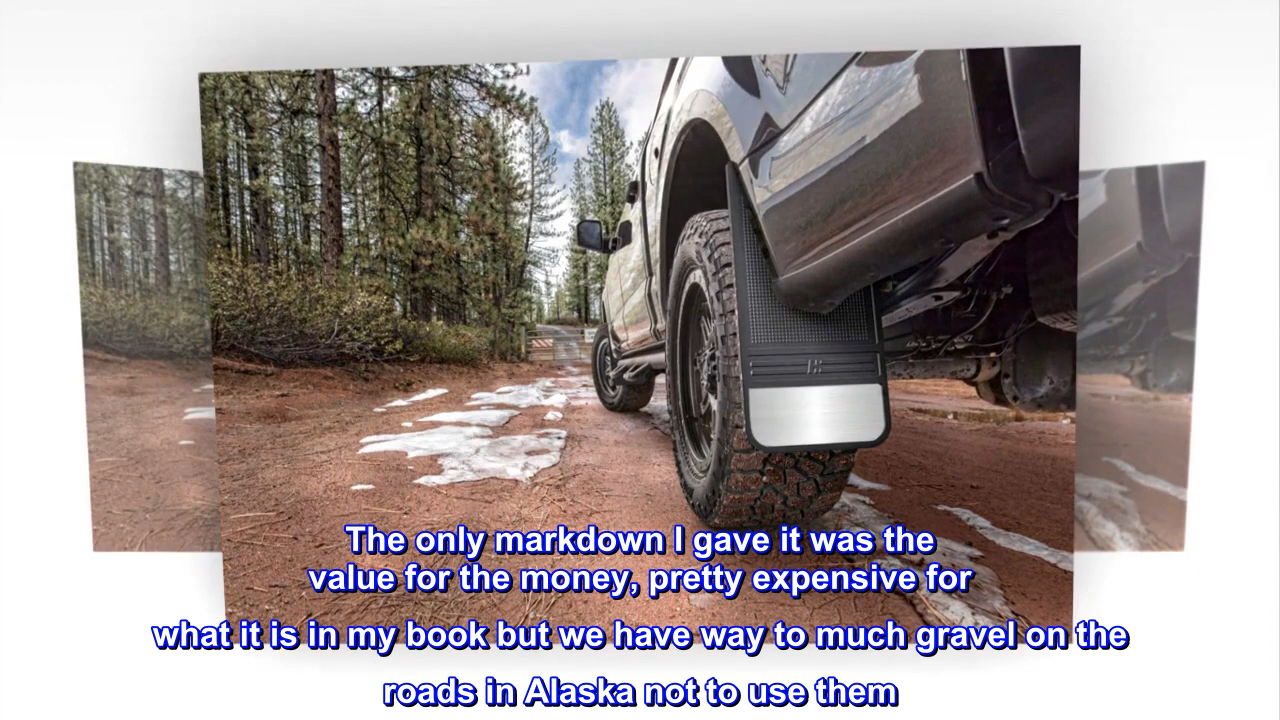 The only markdown I gave it was the
value for the money, pretty expensive for
what it is in my book but we have way to much gravel on the
roads in Alaska not to use them